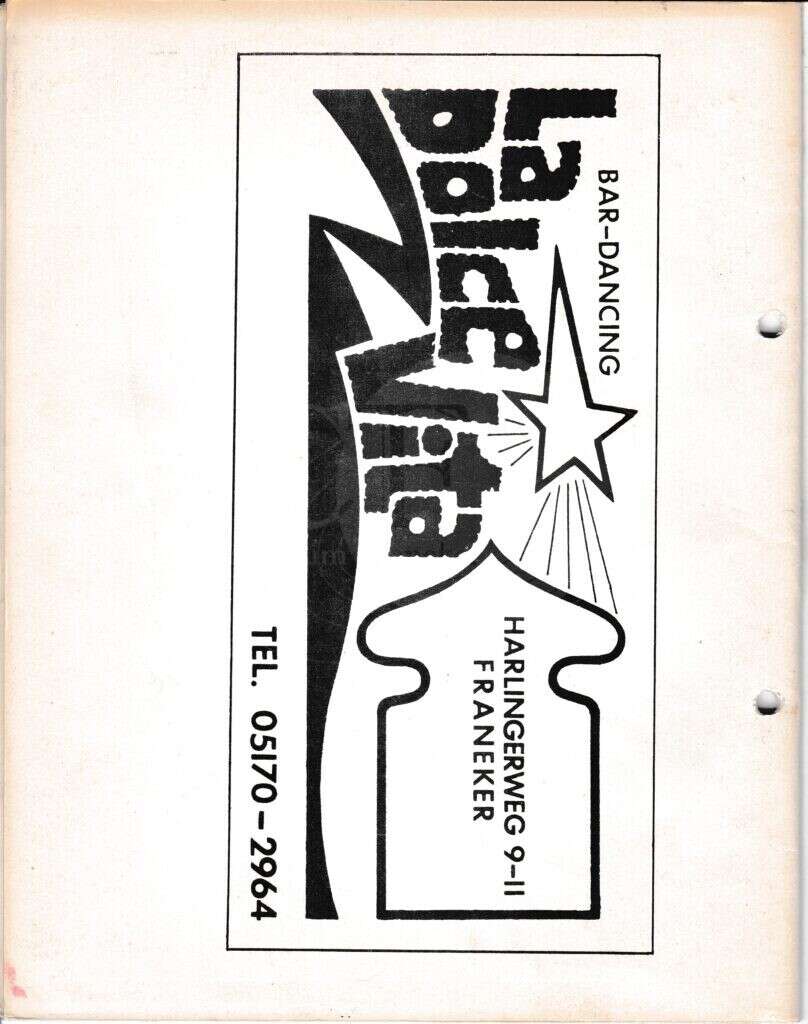 BAR-DANCING
La
Dolce
Vita
HARLINGERWEG 9-11
FRANEKER
TEL. 05170-2964